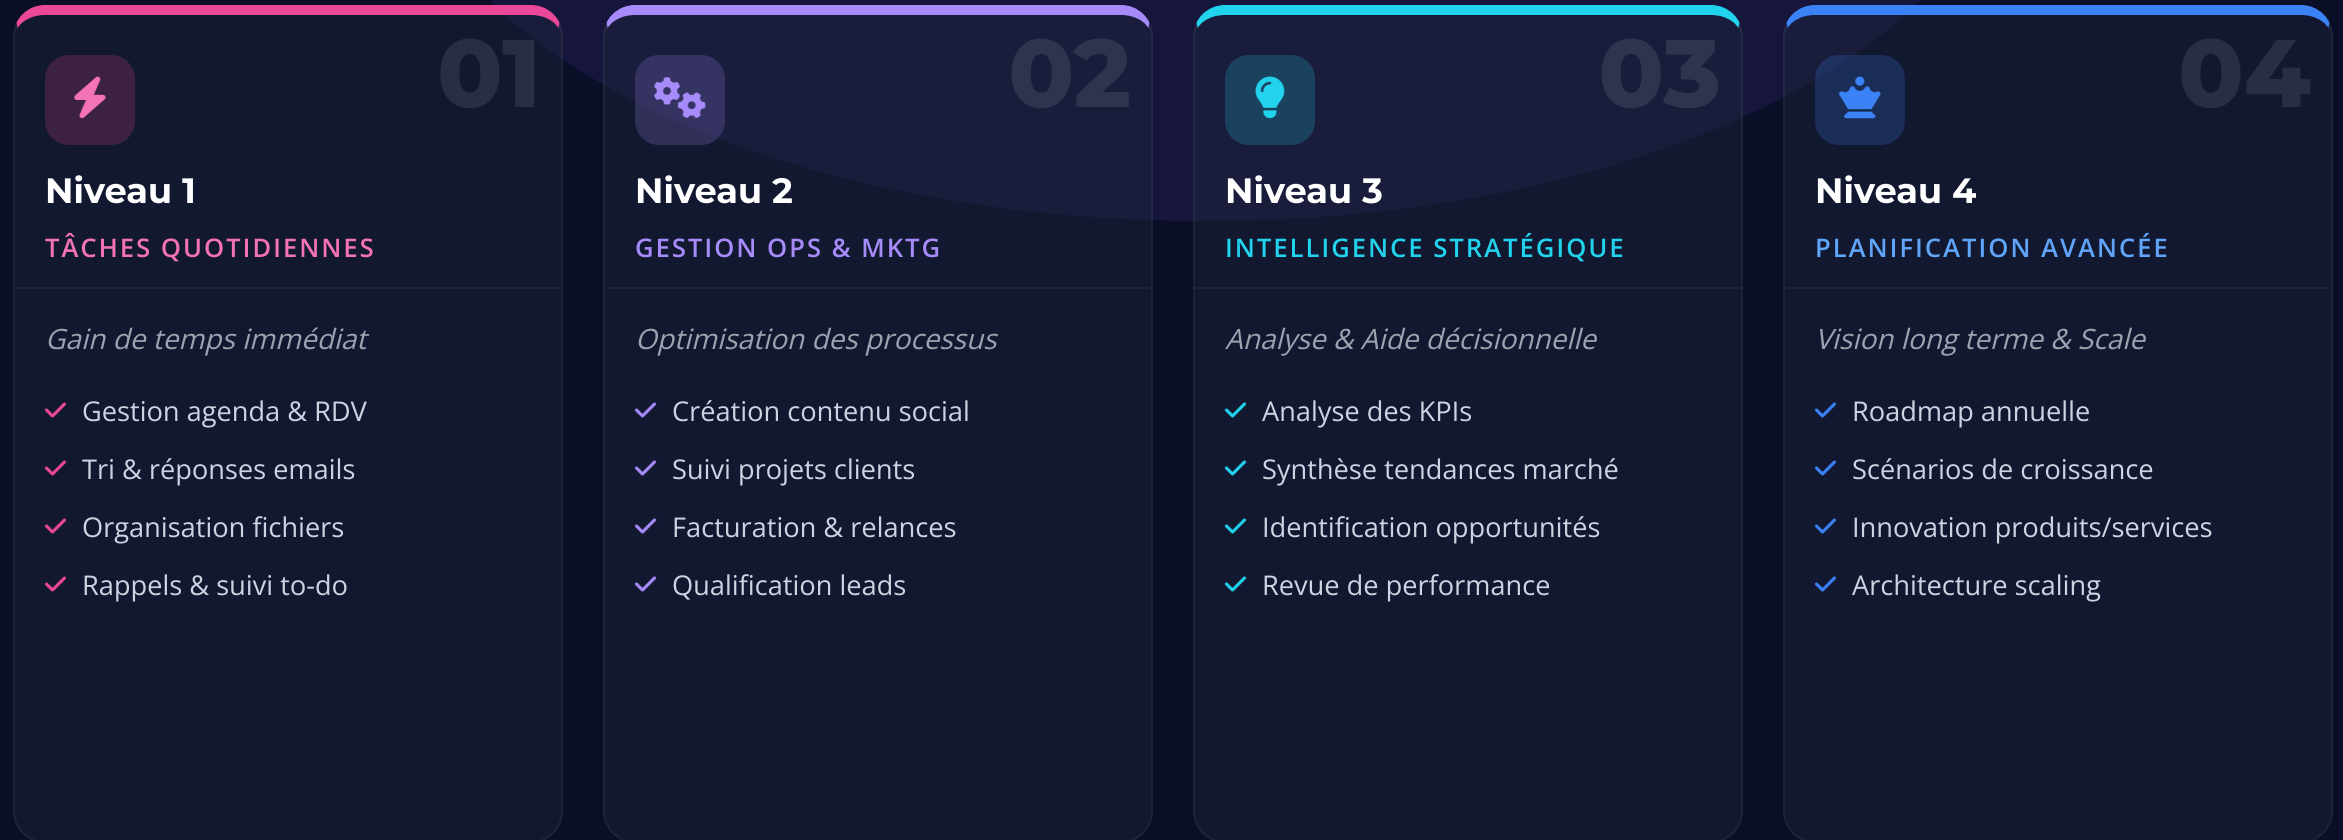 01
Niveau 1
TÂCHES QUOTIDIENNES
Gain de temps immédiat
Gestion agenda & RDV
Tri & réponses emails
Organisation fichiers
Rappels & suivi to-do
02
Niveau 2
GESTION OPS & MKTG
Optimisation des processus
Création contenu social
Suivi projets clients
Facturation & relances
Qualification leads
03
Niveau 3
INTELLIGENCE STRATÉGIQUE
Analyse & Aide décisionnelle
Analyse des KPIs
Synthèse tendances marché
Identification opportunités
Revue de performance
04
Niveau 4
PLANIFICATION AVANCÉE
Vision long terme & Scale
Roadmap annuelle
Scénarios de croissance
Innovation produits/services
Architecture scaling